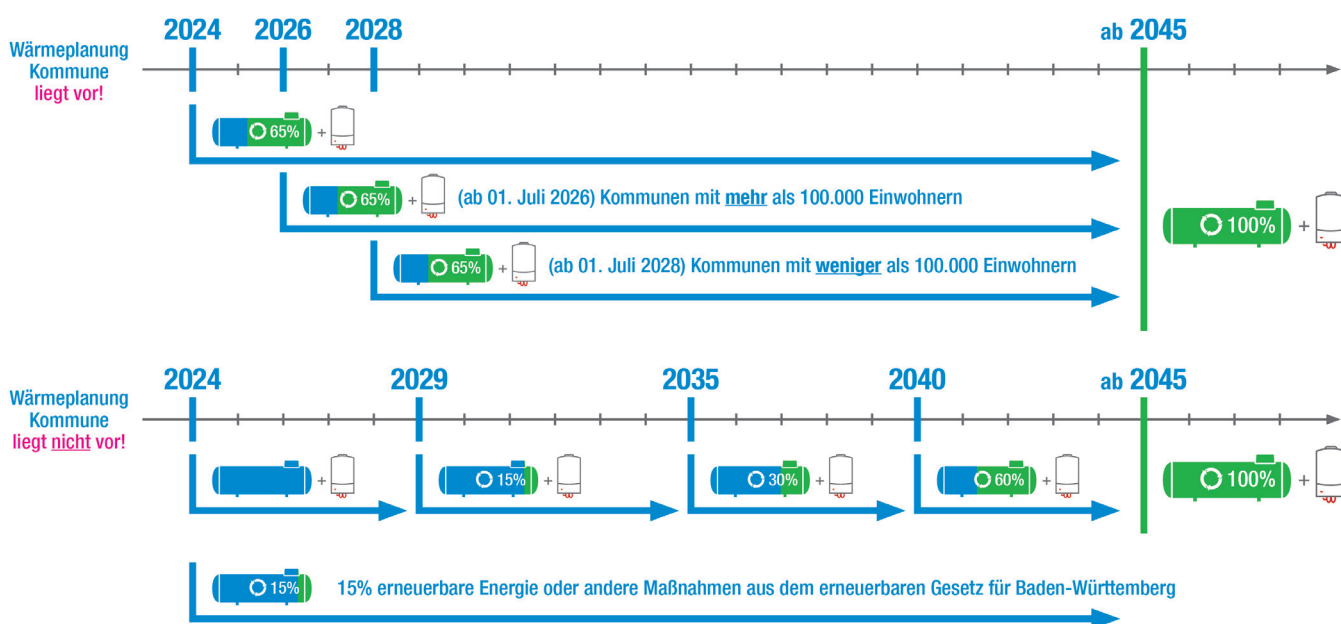 2024 2026 2028 ab 2045
Wärmeplanung
Kommune
liegt vor!
65% +
65% + (ab 01. Juli 2026) Kommunen mit mehr als 100.000 Einwohnern
100% +
65% + (ab 01. Juli 2028) Kommunen mit weniger als 100.000 Einwohnern
2024 2029 2035 2040 ab 2045
Wärmeplanung
Kommune
liegt nicht vor!
+ 15% + 30% + 60% + 100% +
15% 15% erneuerbare Energie oder andere Maßnahmen aus dem erneuerbaren Gesetz für Baden-Württemberg